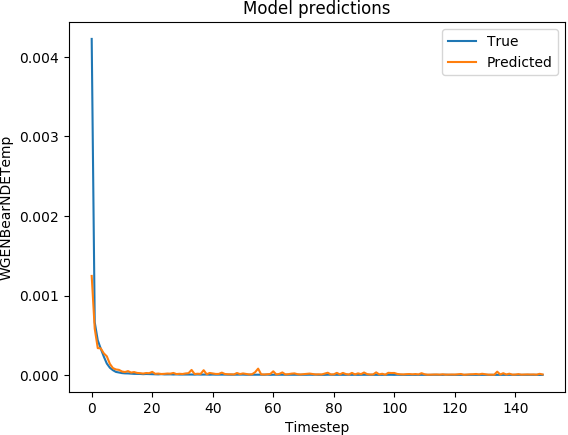 Model predictions
True
Predicted
WGENBearNDETemp
0.004
0.003
0.002
0.001
0.000
0 20 40 60 80 100 120 140
Timestep